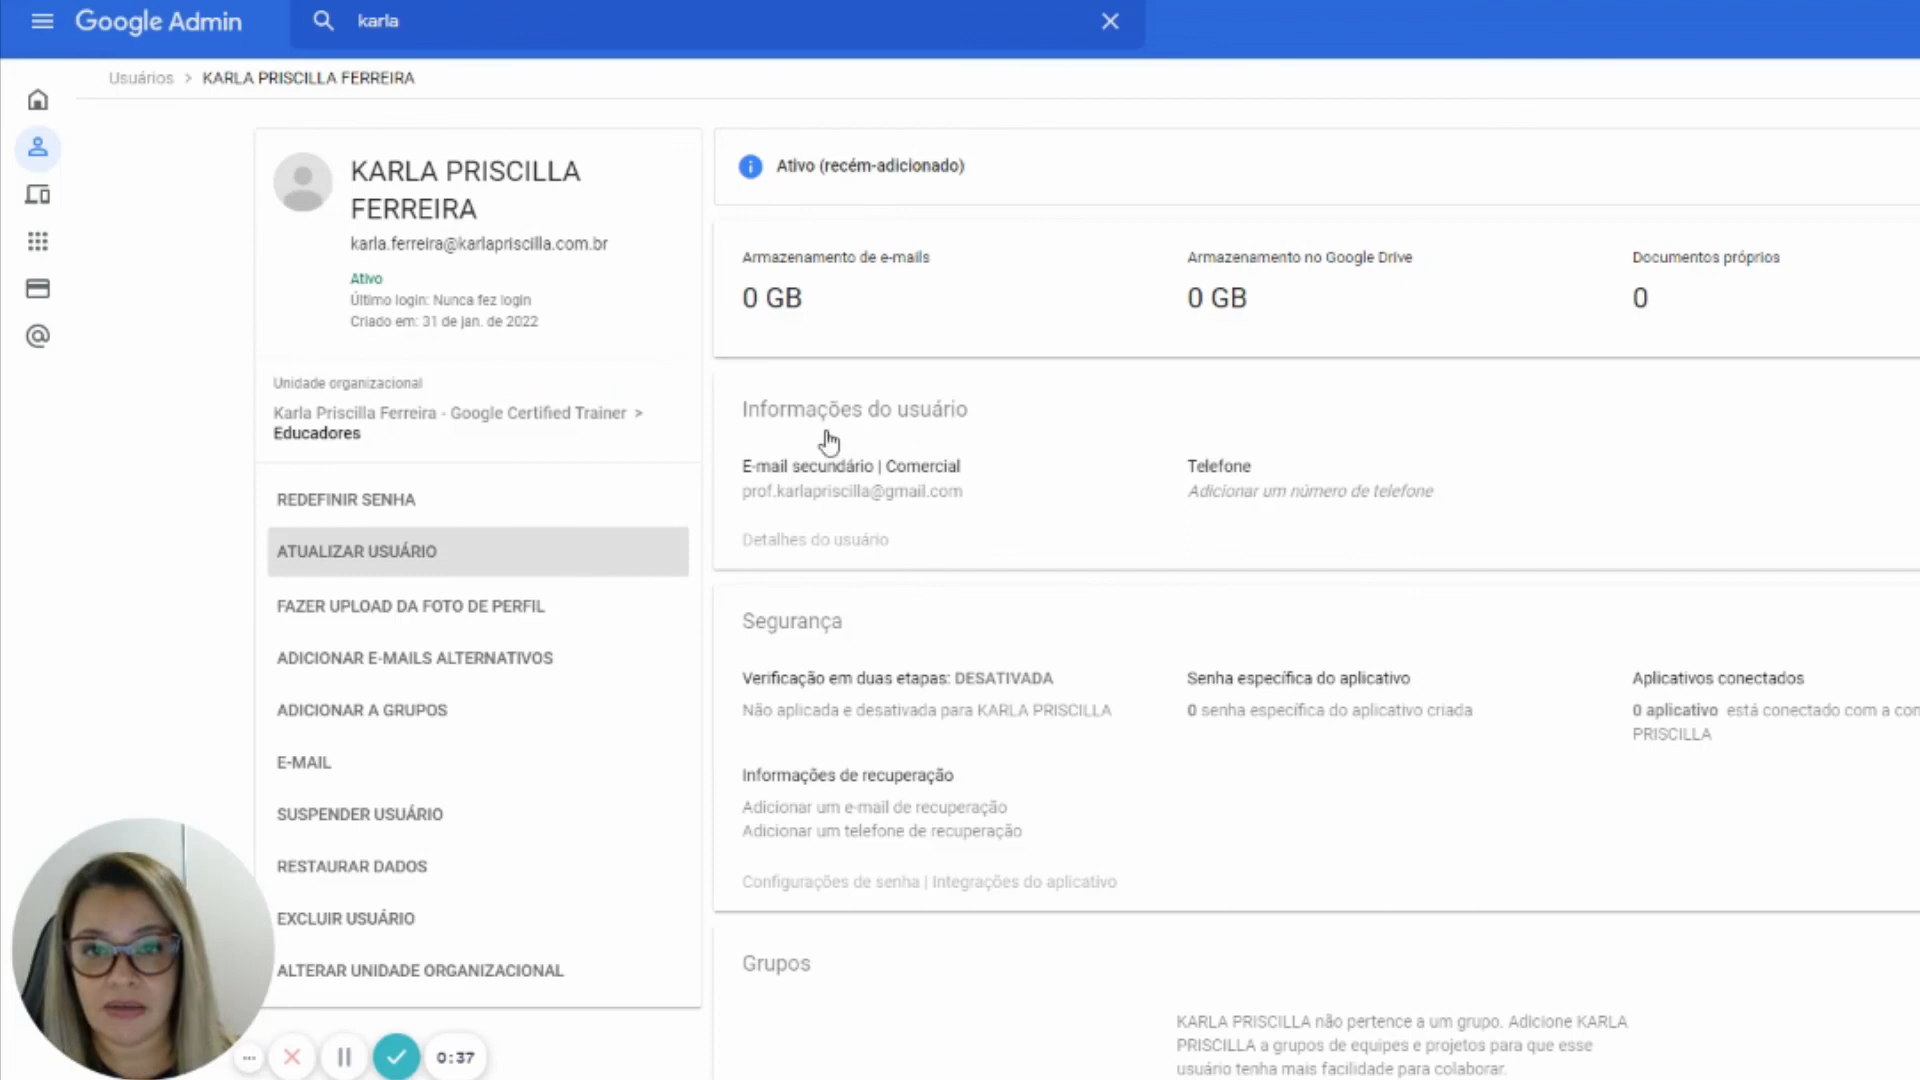 Google Admin
karla
Usuários > KARLA PRISCILLA FERREIRA
KARLA PRISCILLA
FERREIRA
karla.ferreira@karlapriscilla.com.br
Ativo
Último login: Nunca fez login
Criado em: 31 de jan. de 2022
Unidade organizacional
Karla Priscilla Ferreira - Google Certified Trainer >
Educadores
REDEFINIR SENHA
ATUALIZAR USUÁRIO
FAZER UPLOAD DA FOTO DE PERFIL
ADICIONAR E-MAILS ALTERNATIVOS
ADICIONAR A GRUPOS
E-MAIL
SUSPENDER USUÁRIO
RESTAURAR DADOS
EXCLUIR USUÁRIO
ALTERAR UNIDADE ORGANIZACIONAL
Ativo (recém-adicionado)
Armazenamento de e-mails
0 GB
Armazenamento no Google Drive
0 GB
Documentos próprios
0
Informações do usuário
E-mail secundário | Comercial
prof.karlapriscilla@gmail.com
Telefone
Adicionar um número de telefone
Detalhes do usuário
Segurança
Verificação em duas etapas: DESATIVADA
Não aplicada e desativada para KARLA PRISCILLA
Senha específica do aplicativo
0 senha específica do aplicativo criada
Aplicativos conectados
0 aplicativo está conectado com a con
PRISCILLA
Informações de recuperação
Adicionar um e-mail de recuperação
Adicionar um telefone de recuperação
Configurações de senha | Integrações do aplicativo
Grupos
KARLA PRISCILLA não pertence a um grupo. Adicione KARLA
PRISCILLA a grupos de equipes e projetos para que esse
usuário tenha mais facilidade para colaborar.
0:37